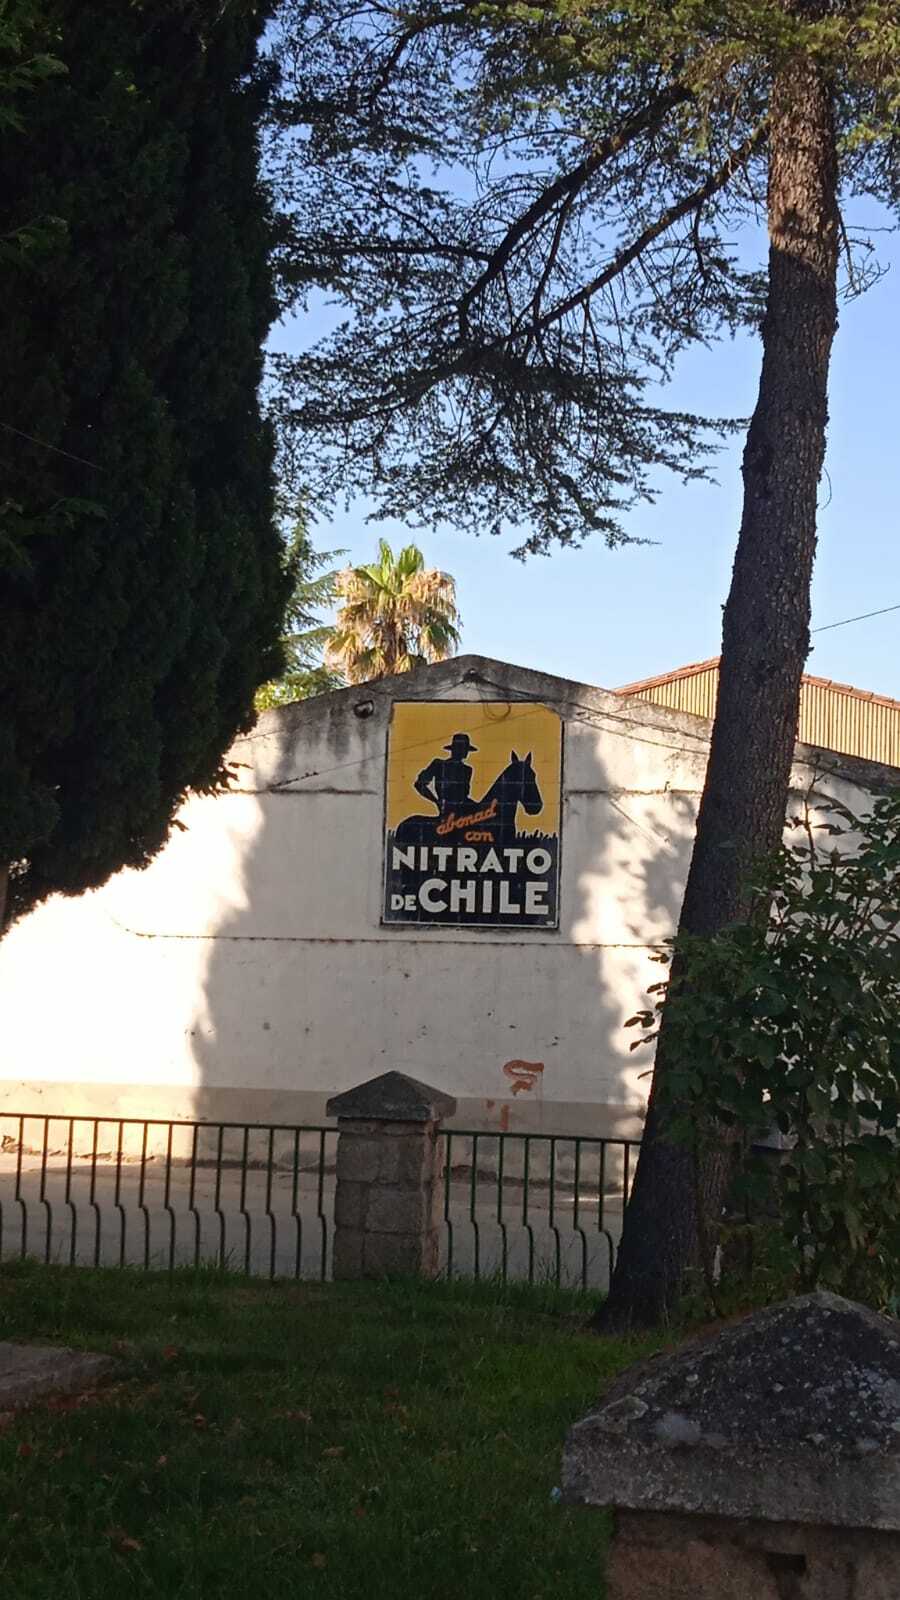 abonad
con
NITRATO
DE CHILE